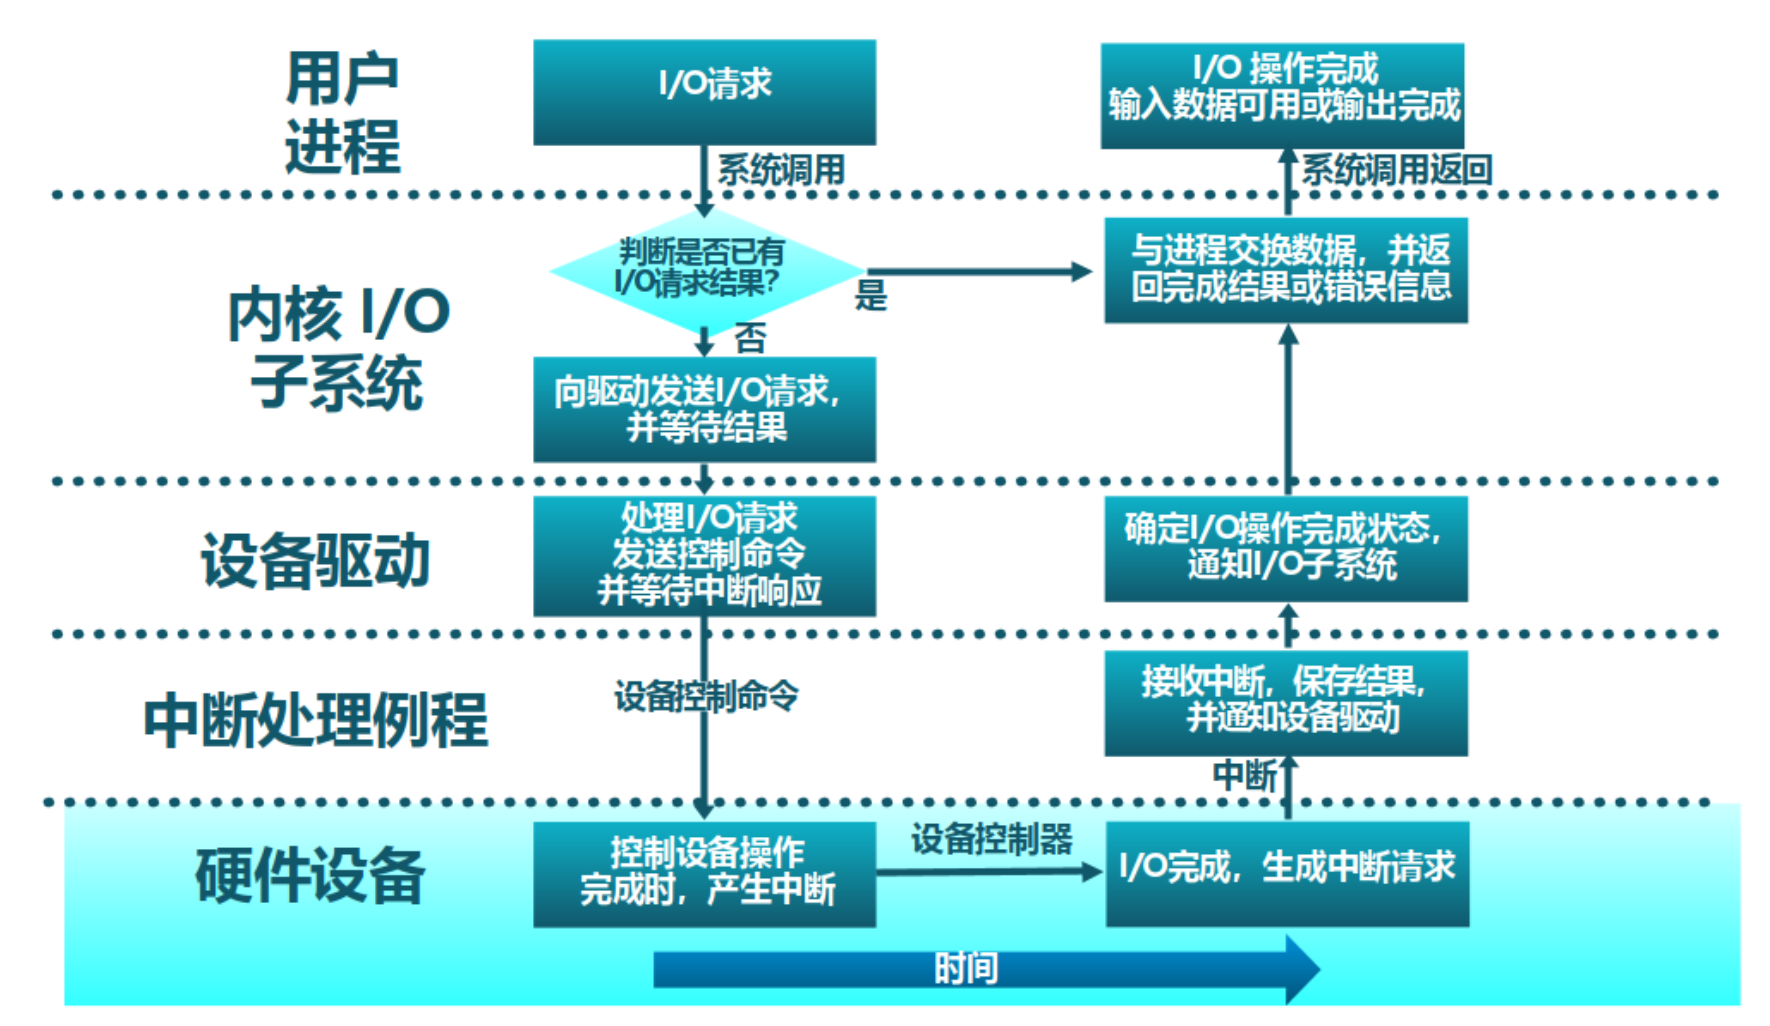 用户
进程
I/O请求
I/O 操作完成
输入数据可用或输出完成
系统调用
系统调用返回
内核 I/O
子系统
判断是否已有
I/O请求结果?
是
否
与进程交换数据，并返
回完成结果或错误信息
向驱动发送I/O请求，
并等待结果
设备驱动
处理I/O请求
发送控制命令
并等待中断响应
确定I/O操作完成状态，
通知I/O子系统
中断处理例程
设备控制命令
接收中断，保存结果，
并通知设备驱动
中断
硬件设备
控制设备操作
完成时，产生中断
设备控制器
I/O完成，生成中断请求
时间